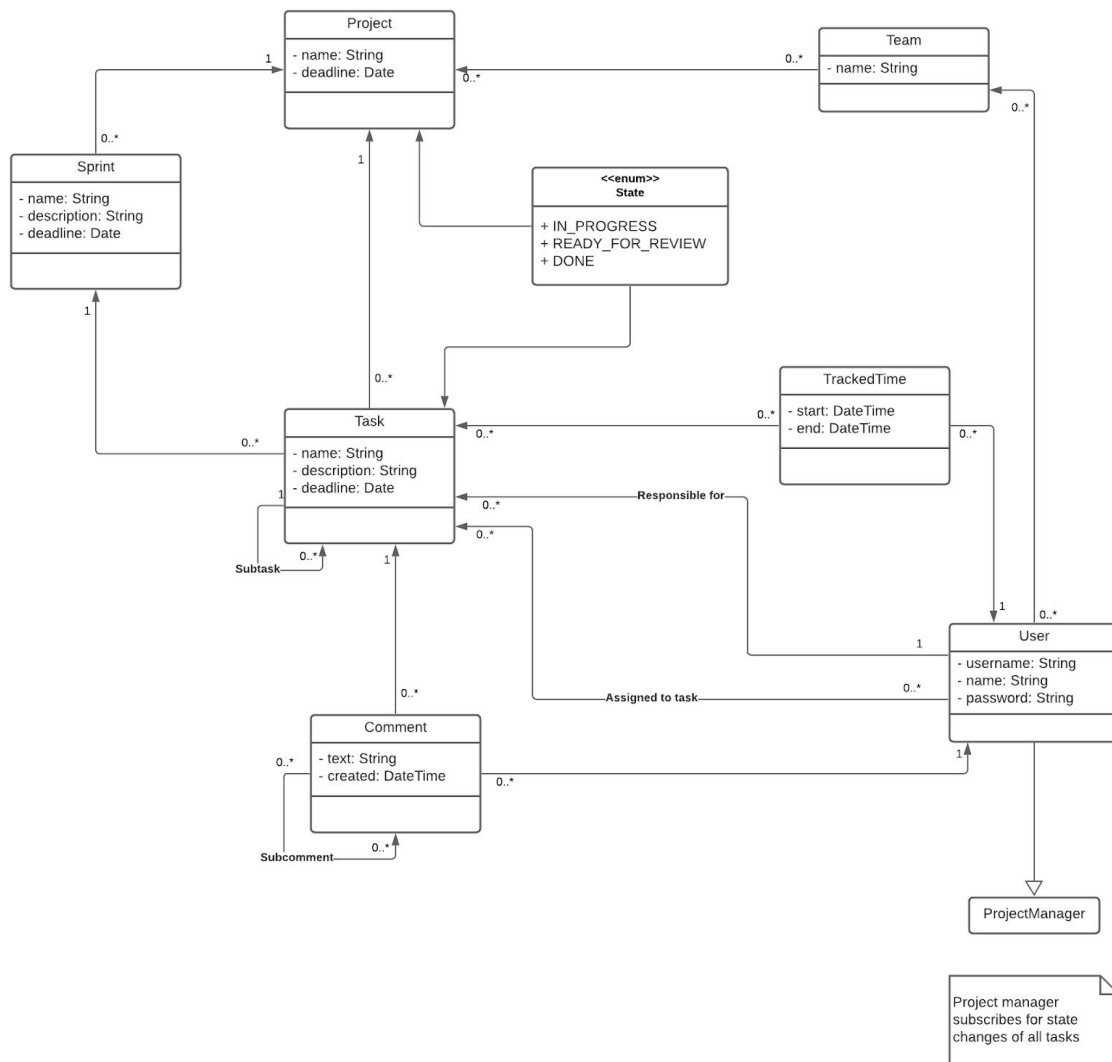 Project
- name: String
- deadline: Date
Team
- name: String
1
0..*
0..*
0..*
0..*
1
Sprint
- name: String
- description: String
- deadline: Date
<<enum>>
State
+ IN_PROGRESS
+ READY_FOR_REVIEW
+ DONE
1
0..*
0..*
Task
- name: String
- description: String
- deadline: Date
1
Subtask
0..*
TrackedTime
- start: DateTime
- end: DateTime
0..*
0..*
0..*
Responsible for
0..*
0..*
1
1
0..*
User
- username: String
- name: String
- password: String
1
Assigned to task
0..*
0..*
Comment
- text: String
- created: DateTime
0..*
0..*
1
Subcomment
0..*
ProjectManager
Project manager
subscribes for state
changes of all tasks